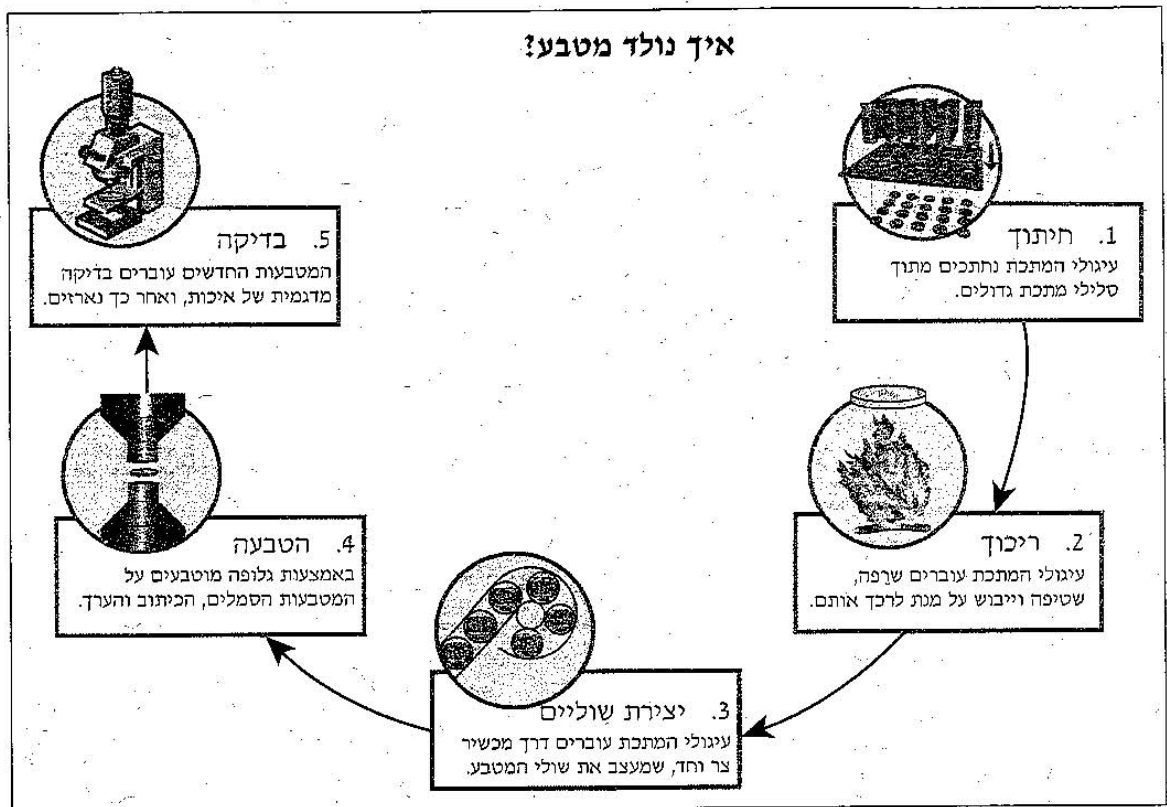 איך נולד מטבע?
1. חיתוך
עיגולי המתכת נחתכים מתוך
סלילי מתכת גדולים.
2. ריכוך
עיגולי המתכת עוברים שרֵפה,
שטיפה וייבוש על מנת לרכך אותם.
3. יצירת שוליים
עיגולי המתכת עוברים דרך מכשיר
צר וחד, שמעצב את שולי המטבע.
4. הטבעה
באמצעות גלופה מוטבעים על
המטבעות הסמלים, הכיתוב והערך.
5. בדיקה
המטבעות החדשים עוברים בדיקה
מדגמית של איכות, ואחר כך נארזים.